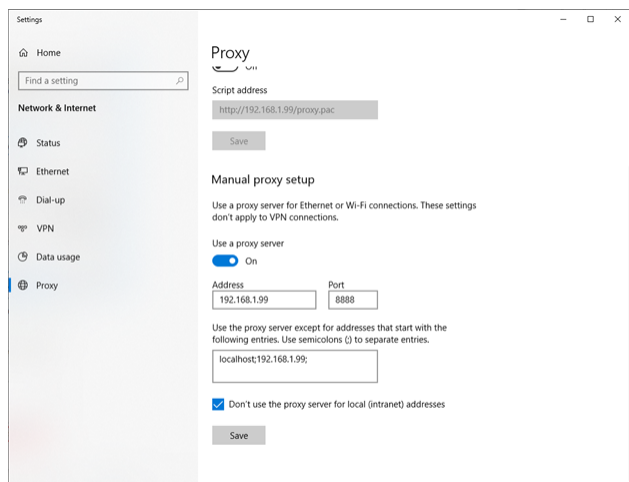 Settings
Home
Find a setting
Network & Internet
Status
Ethernet
Dial-up
VPN
Data usage
Proxy
Proxy
Off
Script address
http://192.168.1.99/proxy.pac
Save
Manual proxy setup
Use a proxy server for Ethernet or Wi-Fi connections. These settings
don't apply to VPN connections.
Use a proxy server
On
Address Port
192.168.1.99 8888
Use the proxy server except for addresses that start with the
following entries. Use semicolons (;) to separate entries.
localhost;192.168.1.99;
Don't use the proxy server for local (intranet) addresses
Save